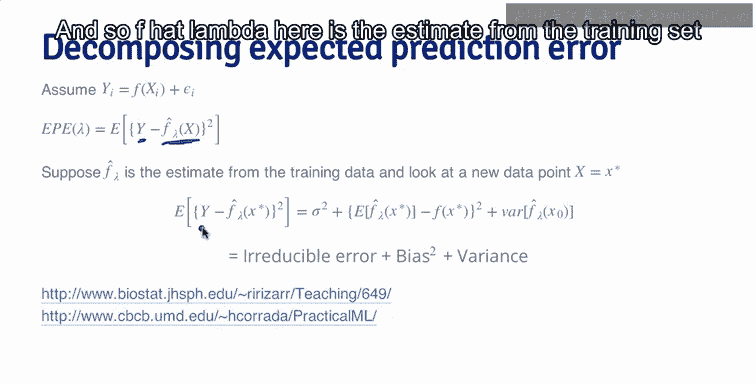 And so f hat lambda here is the estimate from the training set
Decomposing expected prediction error
Assume Yᵢ = f(Xᵢ) + ϵᵢ
EPE(λ) = E[{Y − f̂_λ(X)}²]
Suppose f̂_λ is the estimate from the training data and look at a new data point X = x*
E[{Y − f̂_λ(x*)}²] = σ² + {E[f̂_λ(x*)] − f(x*)}² + var[f̂_λ(x₀)]
= Irreducible error + Bias² + Variance
http://www.biostat.jhsph.edu/~ririzarr/Teaching/649/
http://www.cbcb.umd.edu/~hcorrada/PracticalML/